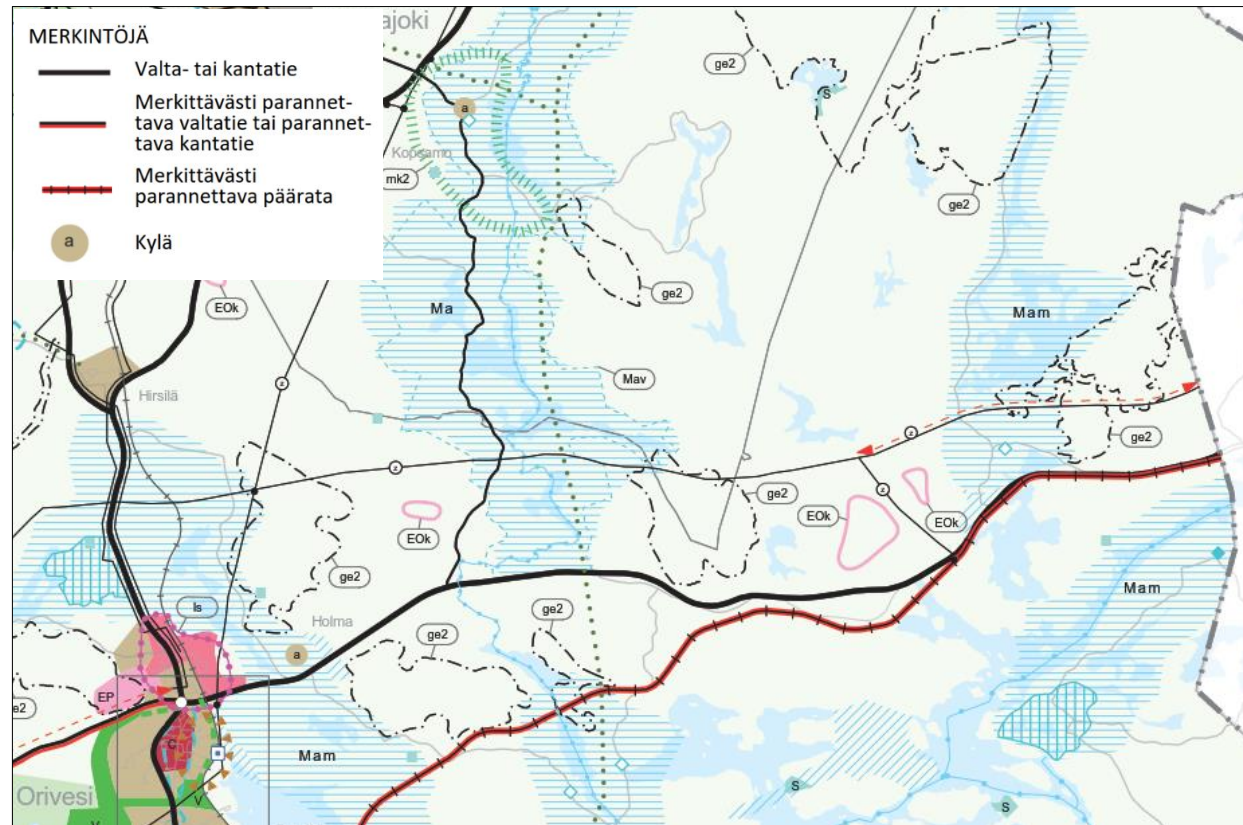 MERKINTÖJÄ
Valta- tai kantatie
Merkittävästi parannet-
tava valtatie tai parannet-
tava kantatie
Merkittävästi
parannettava päärata
a
Kylä
ajoki
a
Kopsamo
mk2
ge2
S
ge2
ge2
EOk
Ma
Mam
Mav
Hirsilä
z
z
z
ge2
ge2
z
EOk
EOk
EOk
ge2
ls
ge2
Mam
Holma
ge2
a
EP
e2
C
Mam
Orivesi
V
V
S
S